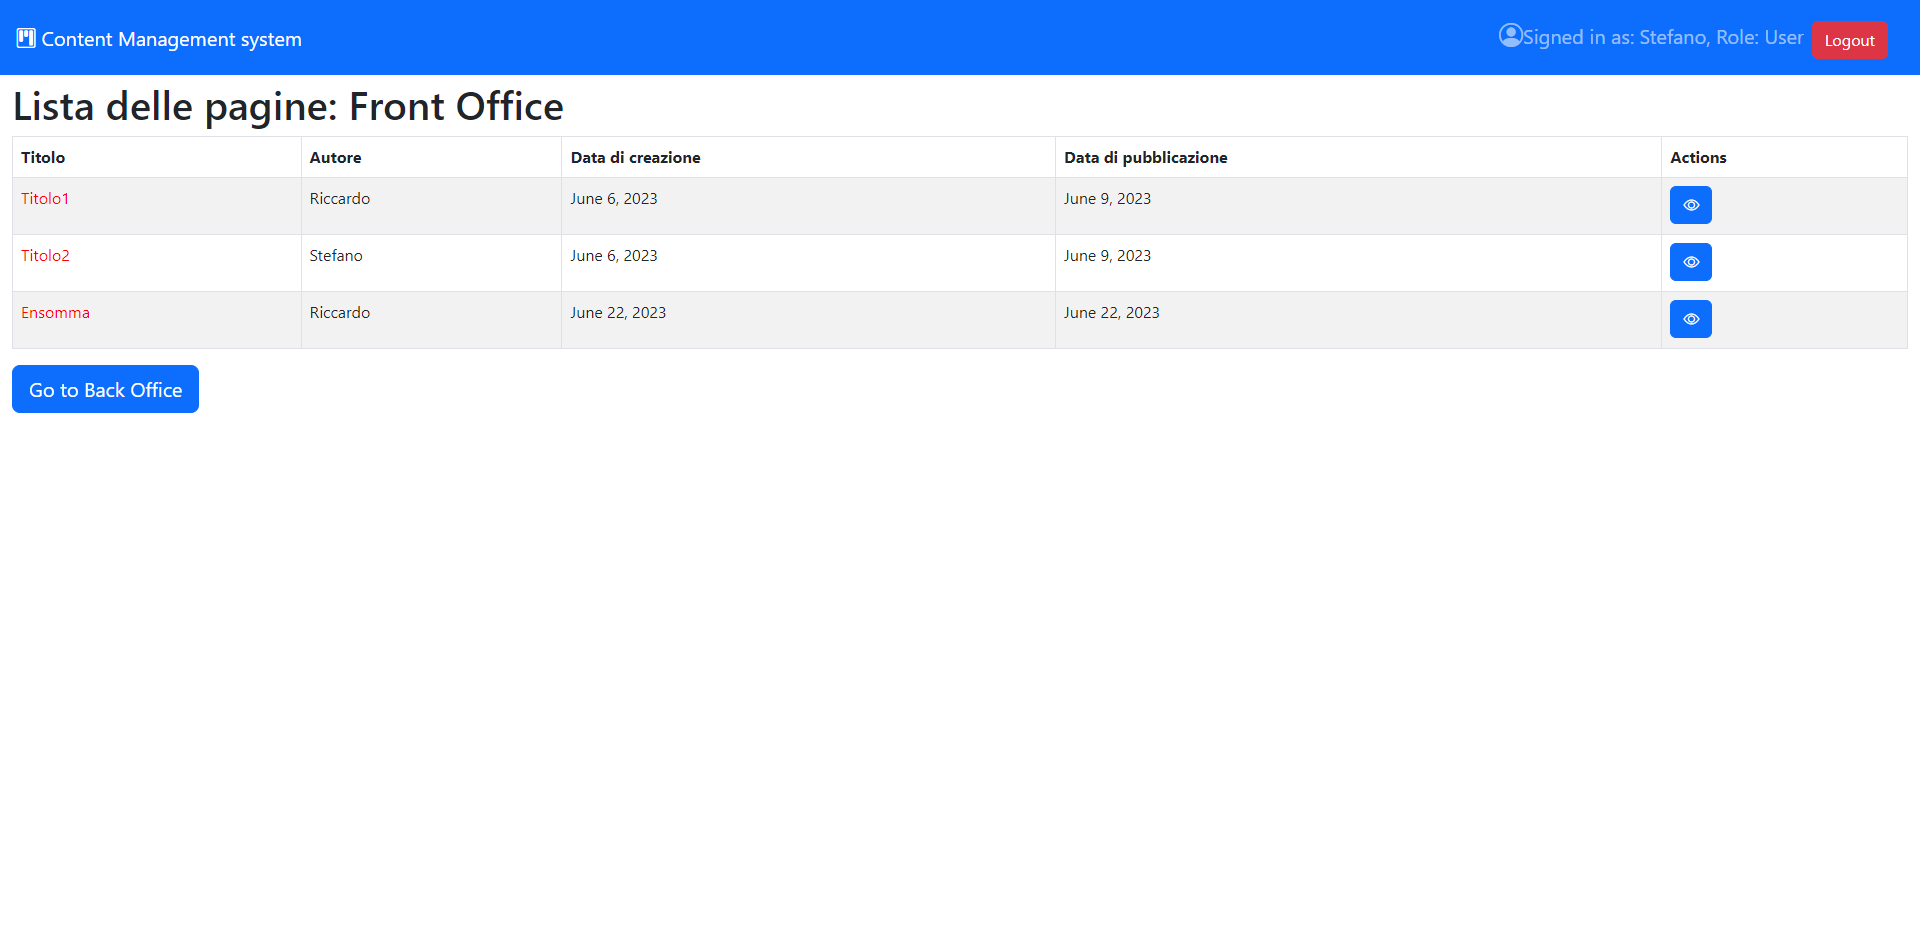 Content Management system
Signed in as: Stefano, Role: User Logout
Lista delle pagine: Front Office
Titolo Autore Data di creazione Data di pubblicazione Actions
Titolo1 Riccardo June 6, 2023 June 9, 2023
Titolo2 Stefano June 6, 2023 June 9, 2023
Ensomma Riccardo June 22, 2023 June 22, 2023
Go to Back Office